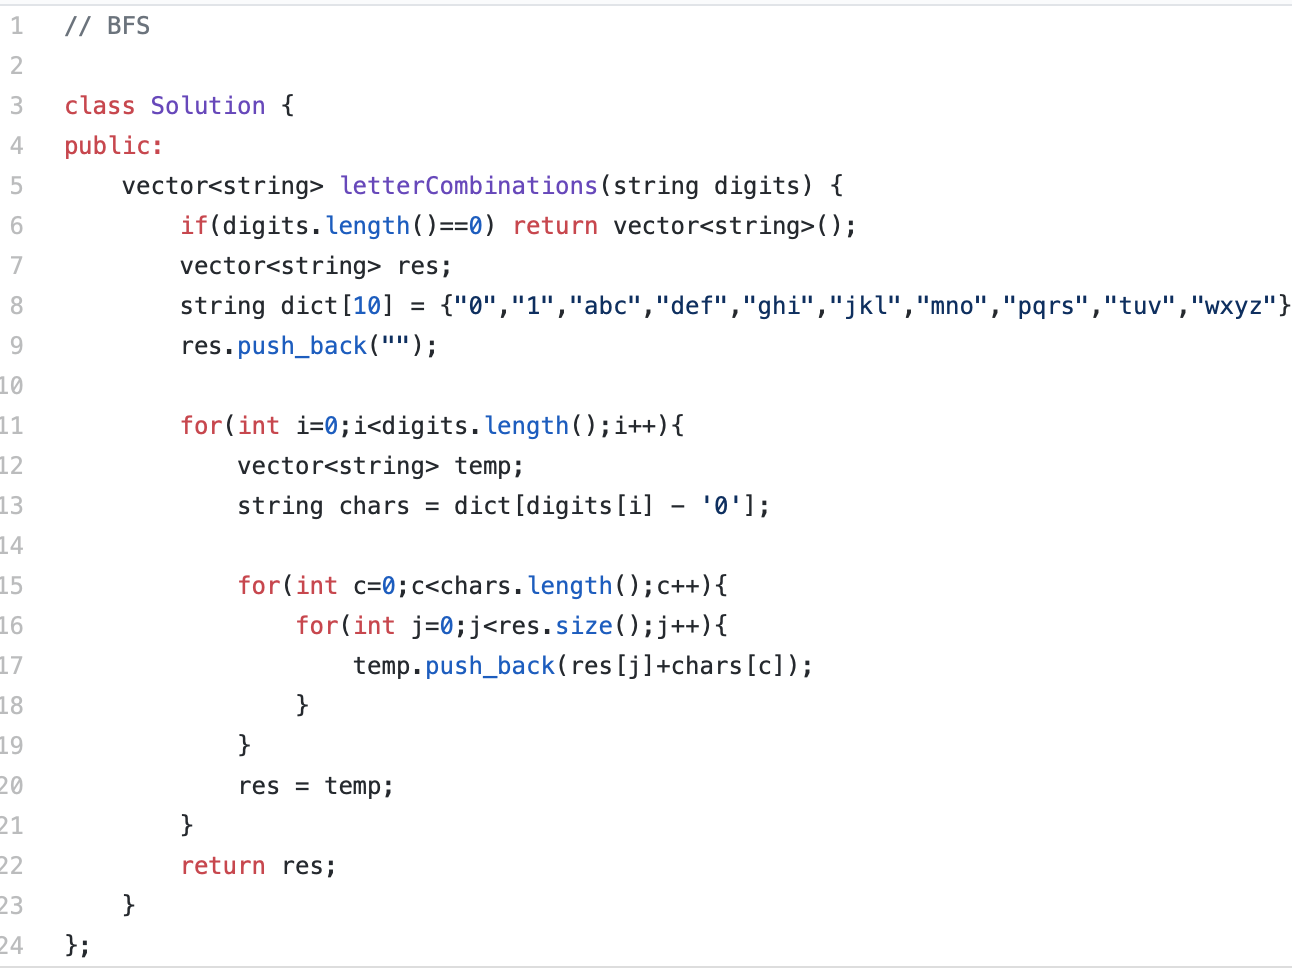 1 // BFS
2
3 class Solution {
4 public:
5 vector<string> letterCombinations(string digits) {
6 if(digits.length()==0) return vector<string>();
7 vector<string> res;
8 string dict[10] = {"0","1","abc","def","ghi","jkl","mno","pqrs","tuv","wxyz"}
9 res.push_back("");
10
11 for(int i=0;i<digits.length();i++){
12 vector<string> temp;
13 string chars = dict[digits[i] - '0'];
14
15 for(int c=0;c<chars.length();c++){
16 for(int j=0;j<res.size();j++){
17 temp.push_back(res[j]+chars[c]);
18 }
19 }
20 res = temp;
21 }
22 return res;
23 }
24 };